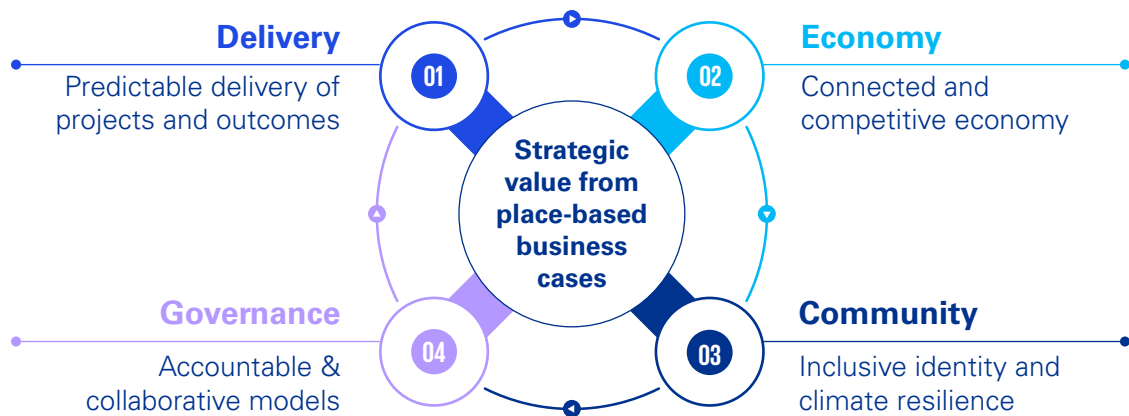 Delivery
01
Predictable delivery of
projects and outcomes
Economy
02
Connected and
competitive economy
Strategic
value from
place-based
business
cases
Community
03
Inclusive identity and
climate resilience
Governance
04
Accountable &
collaborative models